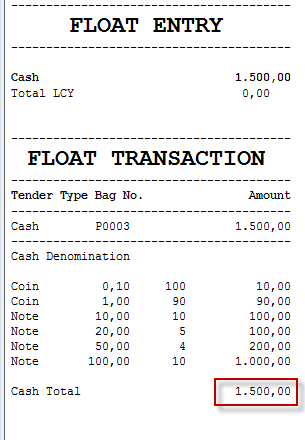 FLOAT ENTRY
Cash 1.500,00
Total LCY 0,00
FLOAT TRANSACTION
Tender Type Bag No. Amount
Cash P0003 1.500,00
Cash Denomination
Coin 0,10 100 10,00
Coin 1,00 90 90,00
Note 10,00 10 100,00
Note 20,00 5 100,00
Note 50,00 4 200,00
Note 100,00 10 1.000,00
Cash Total 1.500,00